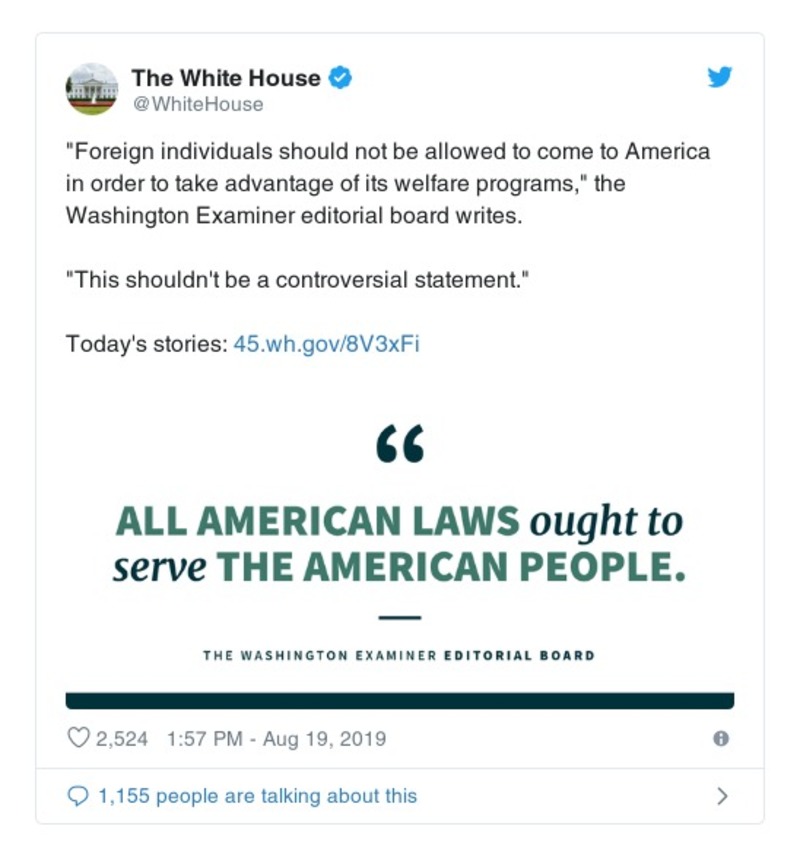 The White House
@WhiteHouse
"Foreign individuals should not be allowed to come to America
in order to take advantage of its welfare programs," the
Washington Examiner editorial board writes.
"This shouldn't be a controversial statement."
Today's stories: 45.wh.gov/8V3xFi
“
ALL AMERICAN LAWS ought to
serve THE AMERICAN PEOPLE.
THE WASHINGTON EXAMINER EDITORIAL BOARD
2,524 1:57 PM - Aug 19, 2019
1,155 people are talking about this